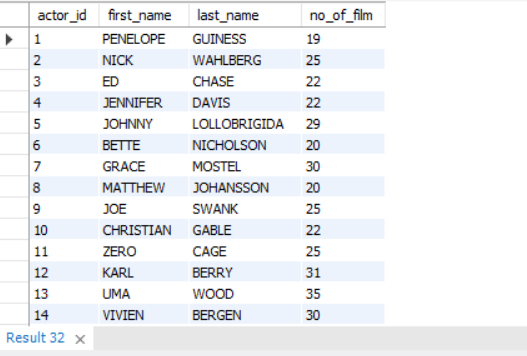 actor_id first_name last_name no_of_film
1 PENELOPE GUINESS 19
2 NICK WAHLBERG 25
3 ED CHASE 22
4 JENNIFER DAVIS 22
5 JOHNNY LOLLOBRIGIDA 29
6 BETTE NICHOLSON 20
7 GRACE MOSTEL 30
8 MATTHEW JOHANSSON 20
9 JOE SWANK 25
10 CHRISTIAN GABLE 22
11 ZERO CAGE 25
12 KARL BERRY 31
13 UMA WOOD 35
14 VIVIEN BERGEN 30
Result 32